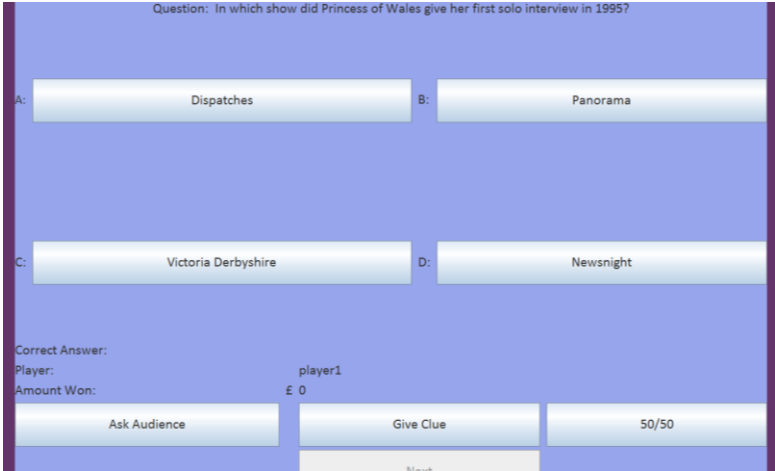 Question: In which show did Princess of Wales give her first solo interview in 1995?
A: Dispatches B: Panorama
C: Victoria Derbyshire D: Newsnight
Correct Answer:
Player: player1
Amount Won: £ 0
Ask Audience Give Clue 50/50
Next